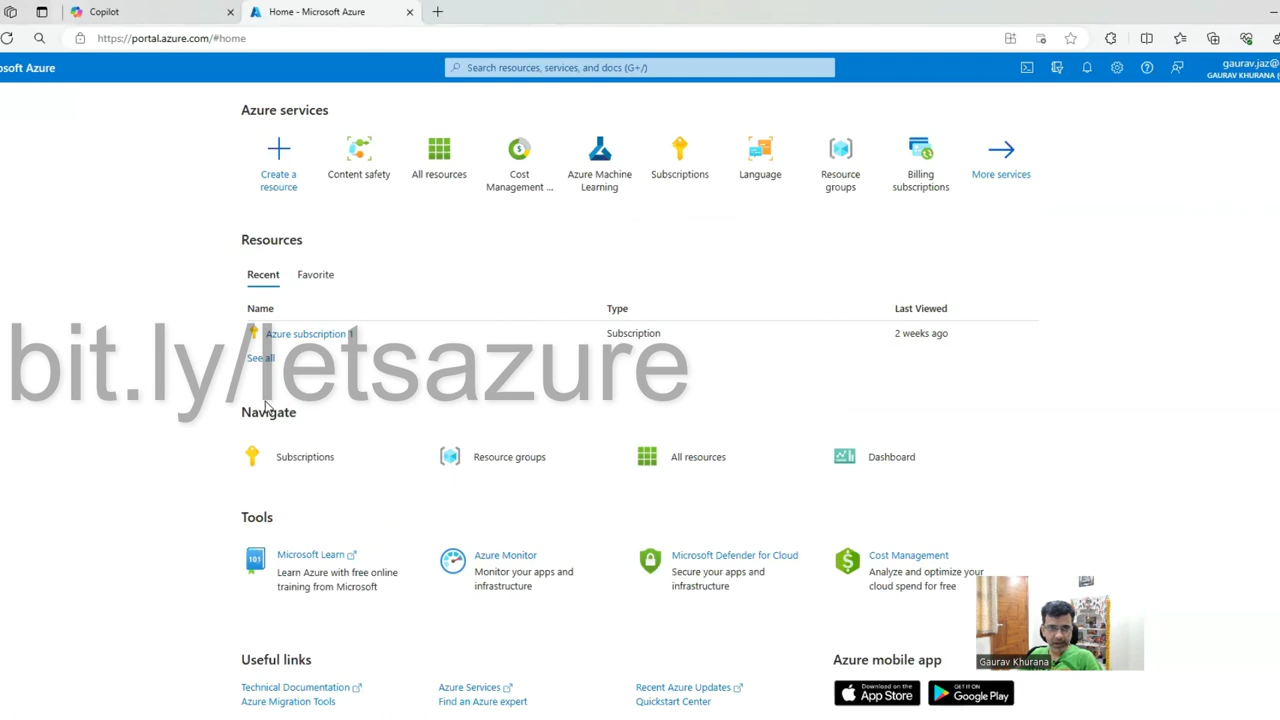 Copilot
Home - Microsoft Azure
https://portal.azure.com/#home
osoft Azure
Search resources, services, and docs (G+/)
gaurav.jaz@
GAURAV KHURANA (
Azure services
Create a
resource
Content safety
All resources
Cost
Management ...
Azure Machine
Learning
Subscriptions
Language
Resource
groups
Billing
subscriptions
More services
Resources
Recent
Favorite
Name
Type
Last Viewed
Azure subscription 1
Subscription
2 weeks ago
See all
bit.ly/letsazure
Navigate
Subscriptions
Resource groups
All resources
Dashboard
Tools
101
Microsoft Learn
Learn Azure with free online
training from Microsoft
Azure Monitor
Monitor your apps and
infrastructure
Microsoft Defender for Cloud
Secure your apps and
infrastructure
Cost Management
Analyze and optimize your
cloud spend for free
Gaurav Khurana
Useful links
Technical Documentation
Azure Services
Recent Azure Updates
Azure Migration Tools
Find an Azure expert
Quickstart Center
Azure mobile app
Download on the
App Store
GET IT ON
Google Play